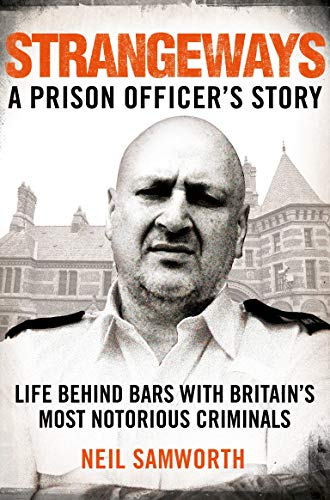 STRANGEWAYS
A PRISON OFFICER'S STORY
LIFE BEHIND BARS WITH BRITAIN'S
MOST NOTORIOUS CRIMINALS
NEIL SAMWORTH